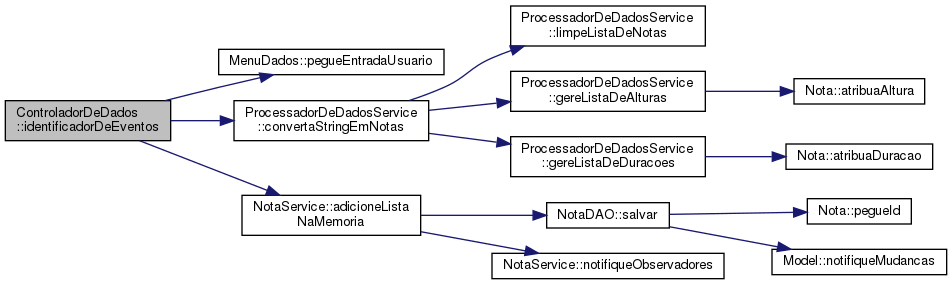 ControladorDeDados
::identificadorDeEventos
MenuDados::pegueEntradaUsuario
ProcessadorDeDadosService
::convertaStringEmNotas
ProcessadorDeDadosService
::limpeListaDeNotas
ProcessadorDeDadosService
::gereListaDeAlturas
Nota::atribuaAltura
ProcessadorDeDadosService
::gereListaDeDuracoes
Nota::atribuaDuracao
NotaService::adicioneLista
NaMemoria
NotaDAO::salvar
Nota::pegueId
Model::notifiqueMudancas
NotaService::notifiqueObservadores